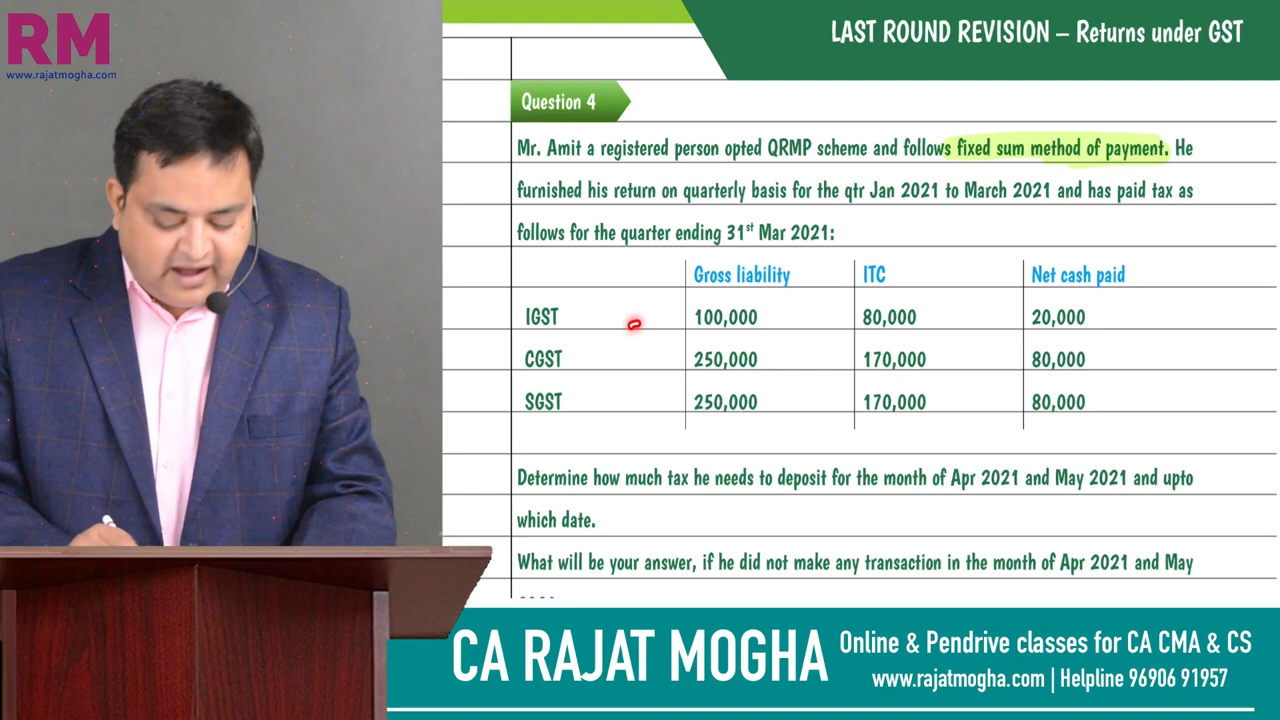 RM
www.rajatmogha.com
LAST ROUND REVISION – Returns under GST
Question 4
Mr. Amit a registered person opted QRMP scheme and follows fixed sum method of payment. He
furnished his return on quarterly basis for the qtr Jan 2021 to March 2021 and has paid tax as
follows for the quarter ending 31st Mar 2021:
Gross liability ITC Net cash paid
IGST 100,000 80,000 20,000
CGST 250,000 170,000 80,000
SGST 250,000 170,000 80,000
Determine how much tax he needs to deposit for the month of Apr 2021 and May 2021 and upto
which date.
What will be your answer, if he did not make any transaction in the month of Apr 2021 and May
CA RAJAT MOGHA
Online & Pendrive classes for CA CMA & CS
www.rajatmogha.com | Helpline 96906 91957